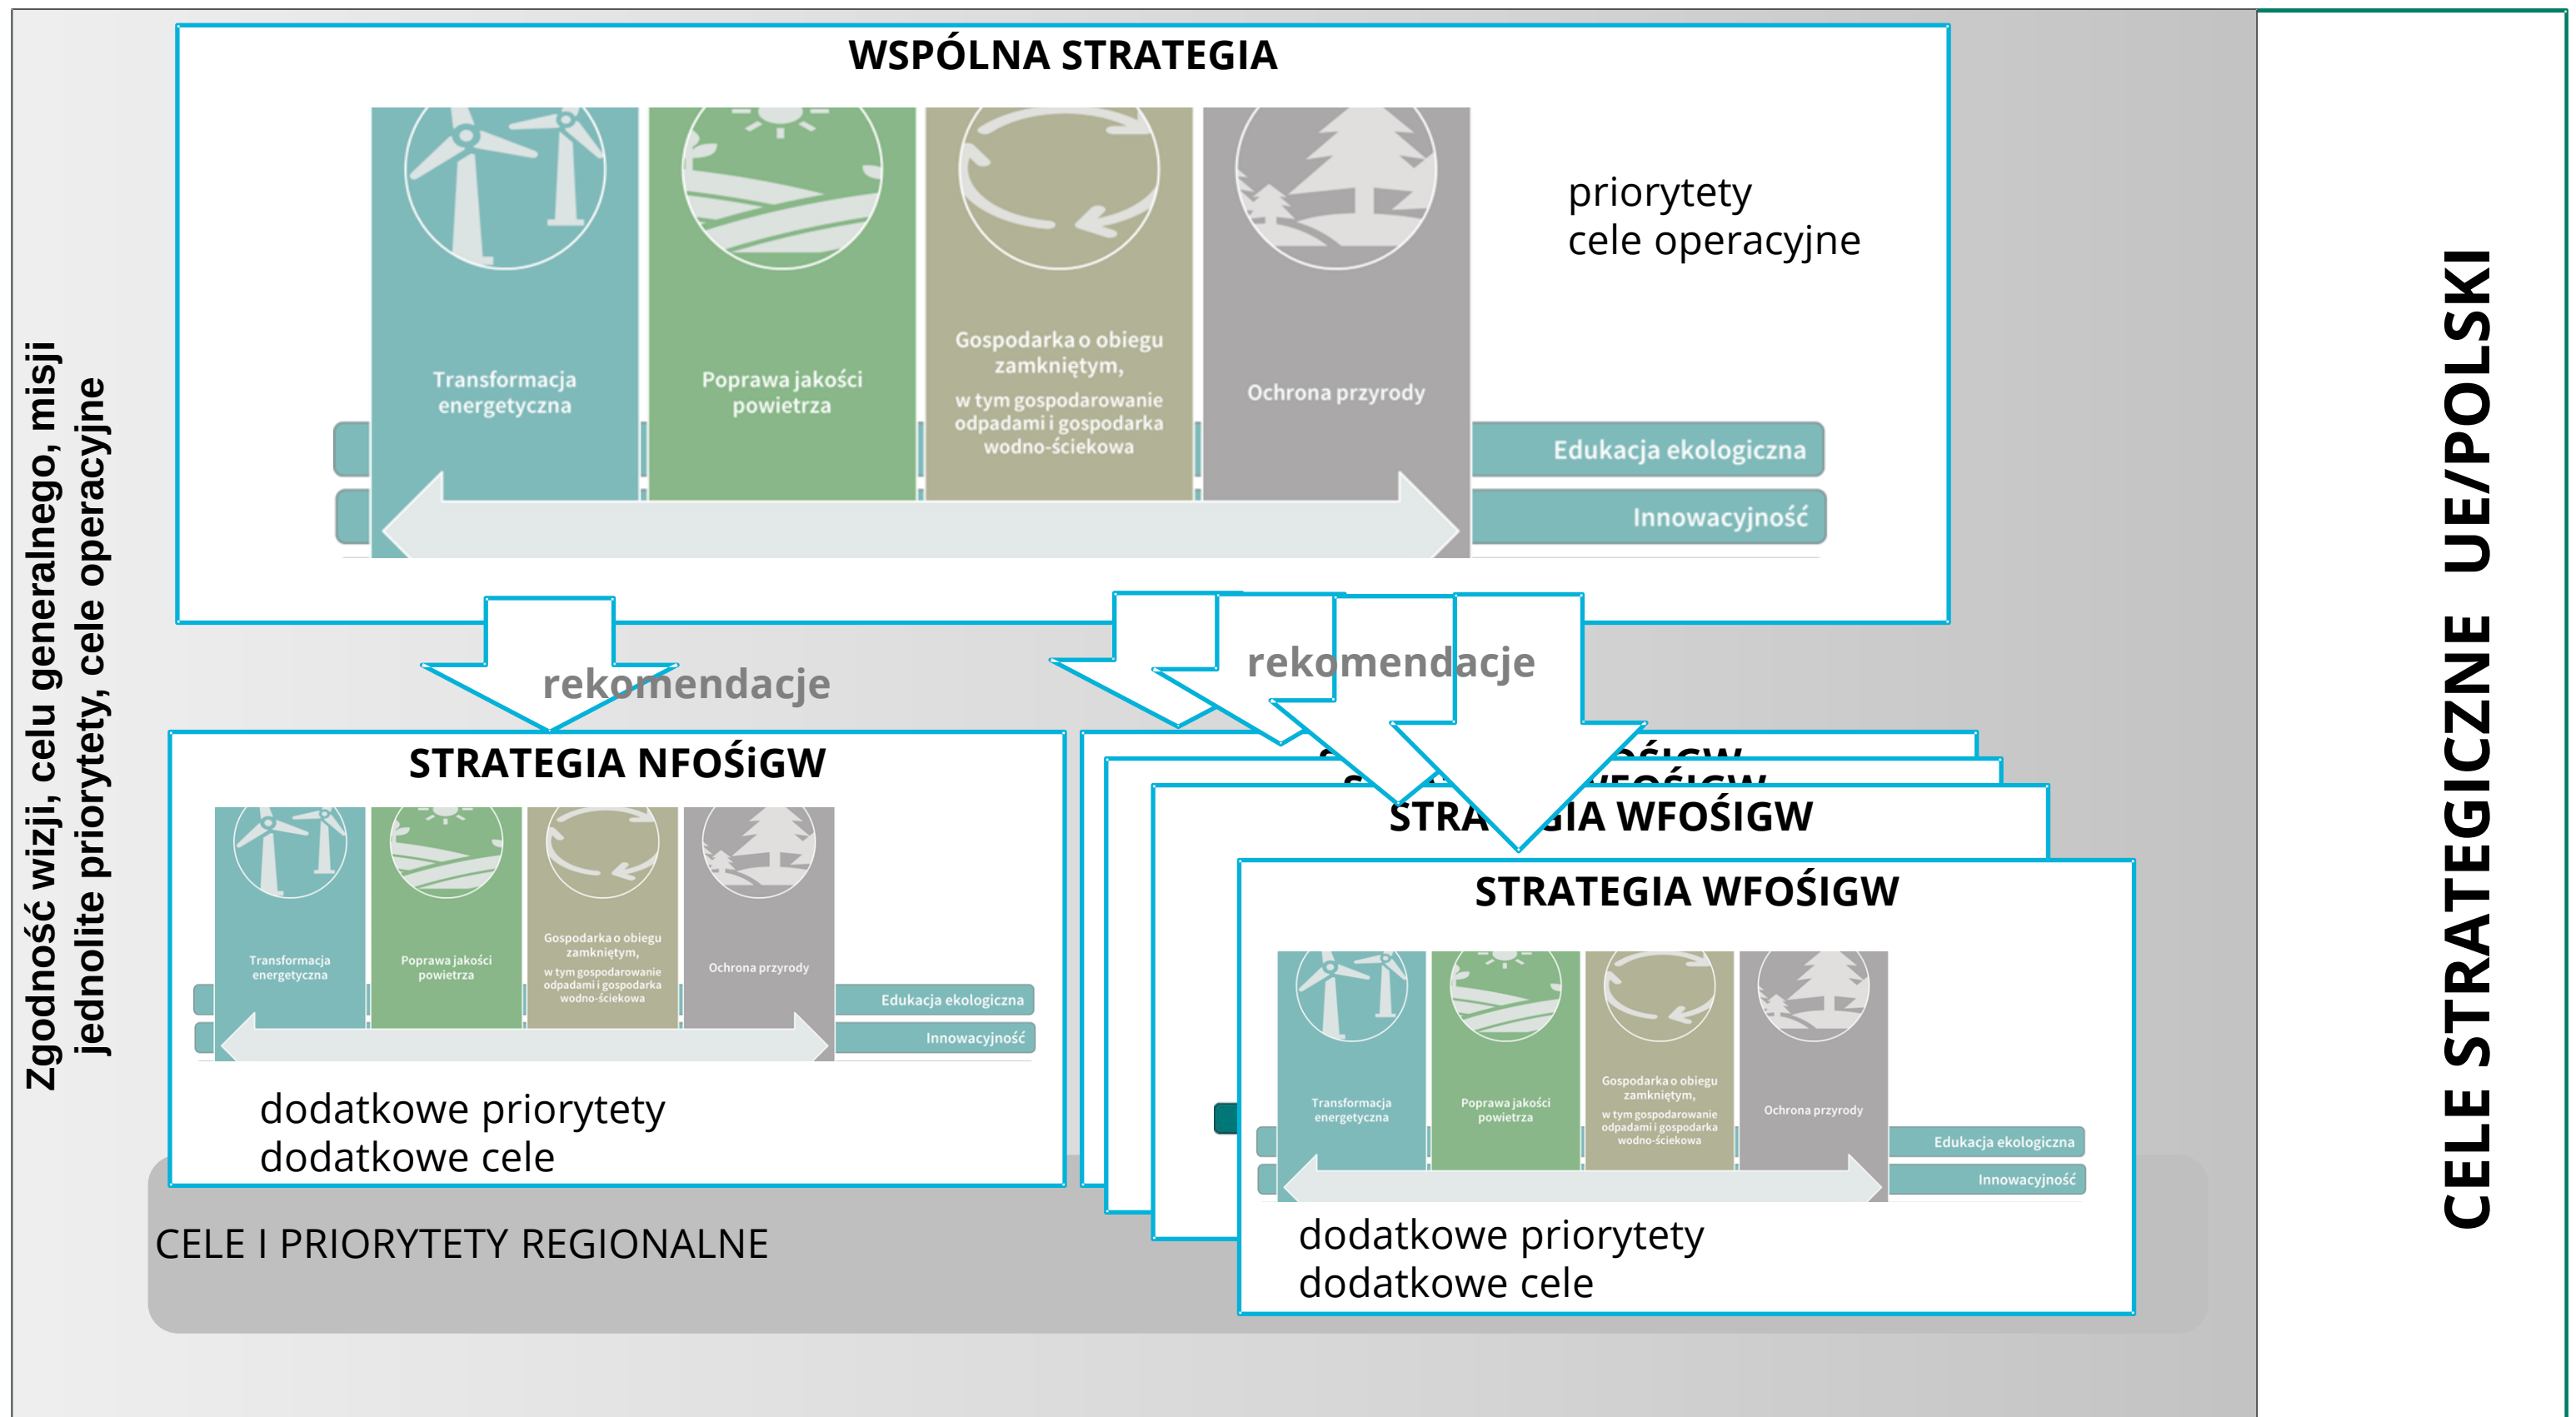 WSPÓLNA STRATEGIA
priorytety
cele operacyjne
Transformacja
energetyczna
Poprawa jakości
powietrza
Gospodarka o obiegu
zamkniętym,
w tym gospodarowanie
odpadami i gospodarka
wodno-ściekowa
Ochrona przyrody
Edukacja ekologiczna
Innowacyjność
Zgodność wizji, celu generalnego, misji
jednolite priorytety, cele operacyjne
rekomendacje
rekomendacje
STRATEGIA NFOŚiGW
Transformacja
energetyczna
Poprawa jakości
powietrza
Gospodarka o obiegu
zamkniętym,
w tym gospodarowanie
odpadami i gospodarka
wodno-ściekowa
Ochrona przyrody
Edukacja ekologiczna
Innowacyjność
dodatkowe priorytety
dodatkowe cele
WFOŚIGW
STRATEGIA WFOŚIGW
Transformacja
energetyczna
Poprawa jakości
powietrza
Gospodarka o obiegu
zamkniętym,
w tym gospodarowanie
odpadami i gospodarka
wodno-ściekowa
Ochrona przyrody
Edukacja ekologiczna
Innowacyjność
dodatkowe priorytety
dodatkowe cele
CELE I PRIORYTETY REGIONALNE
CELE STRATEGICZNE UE/POLSKI